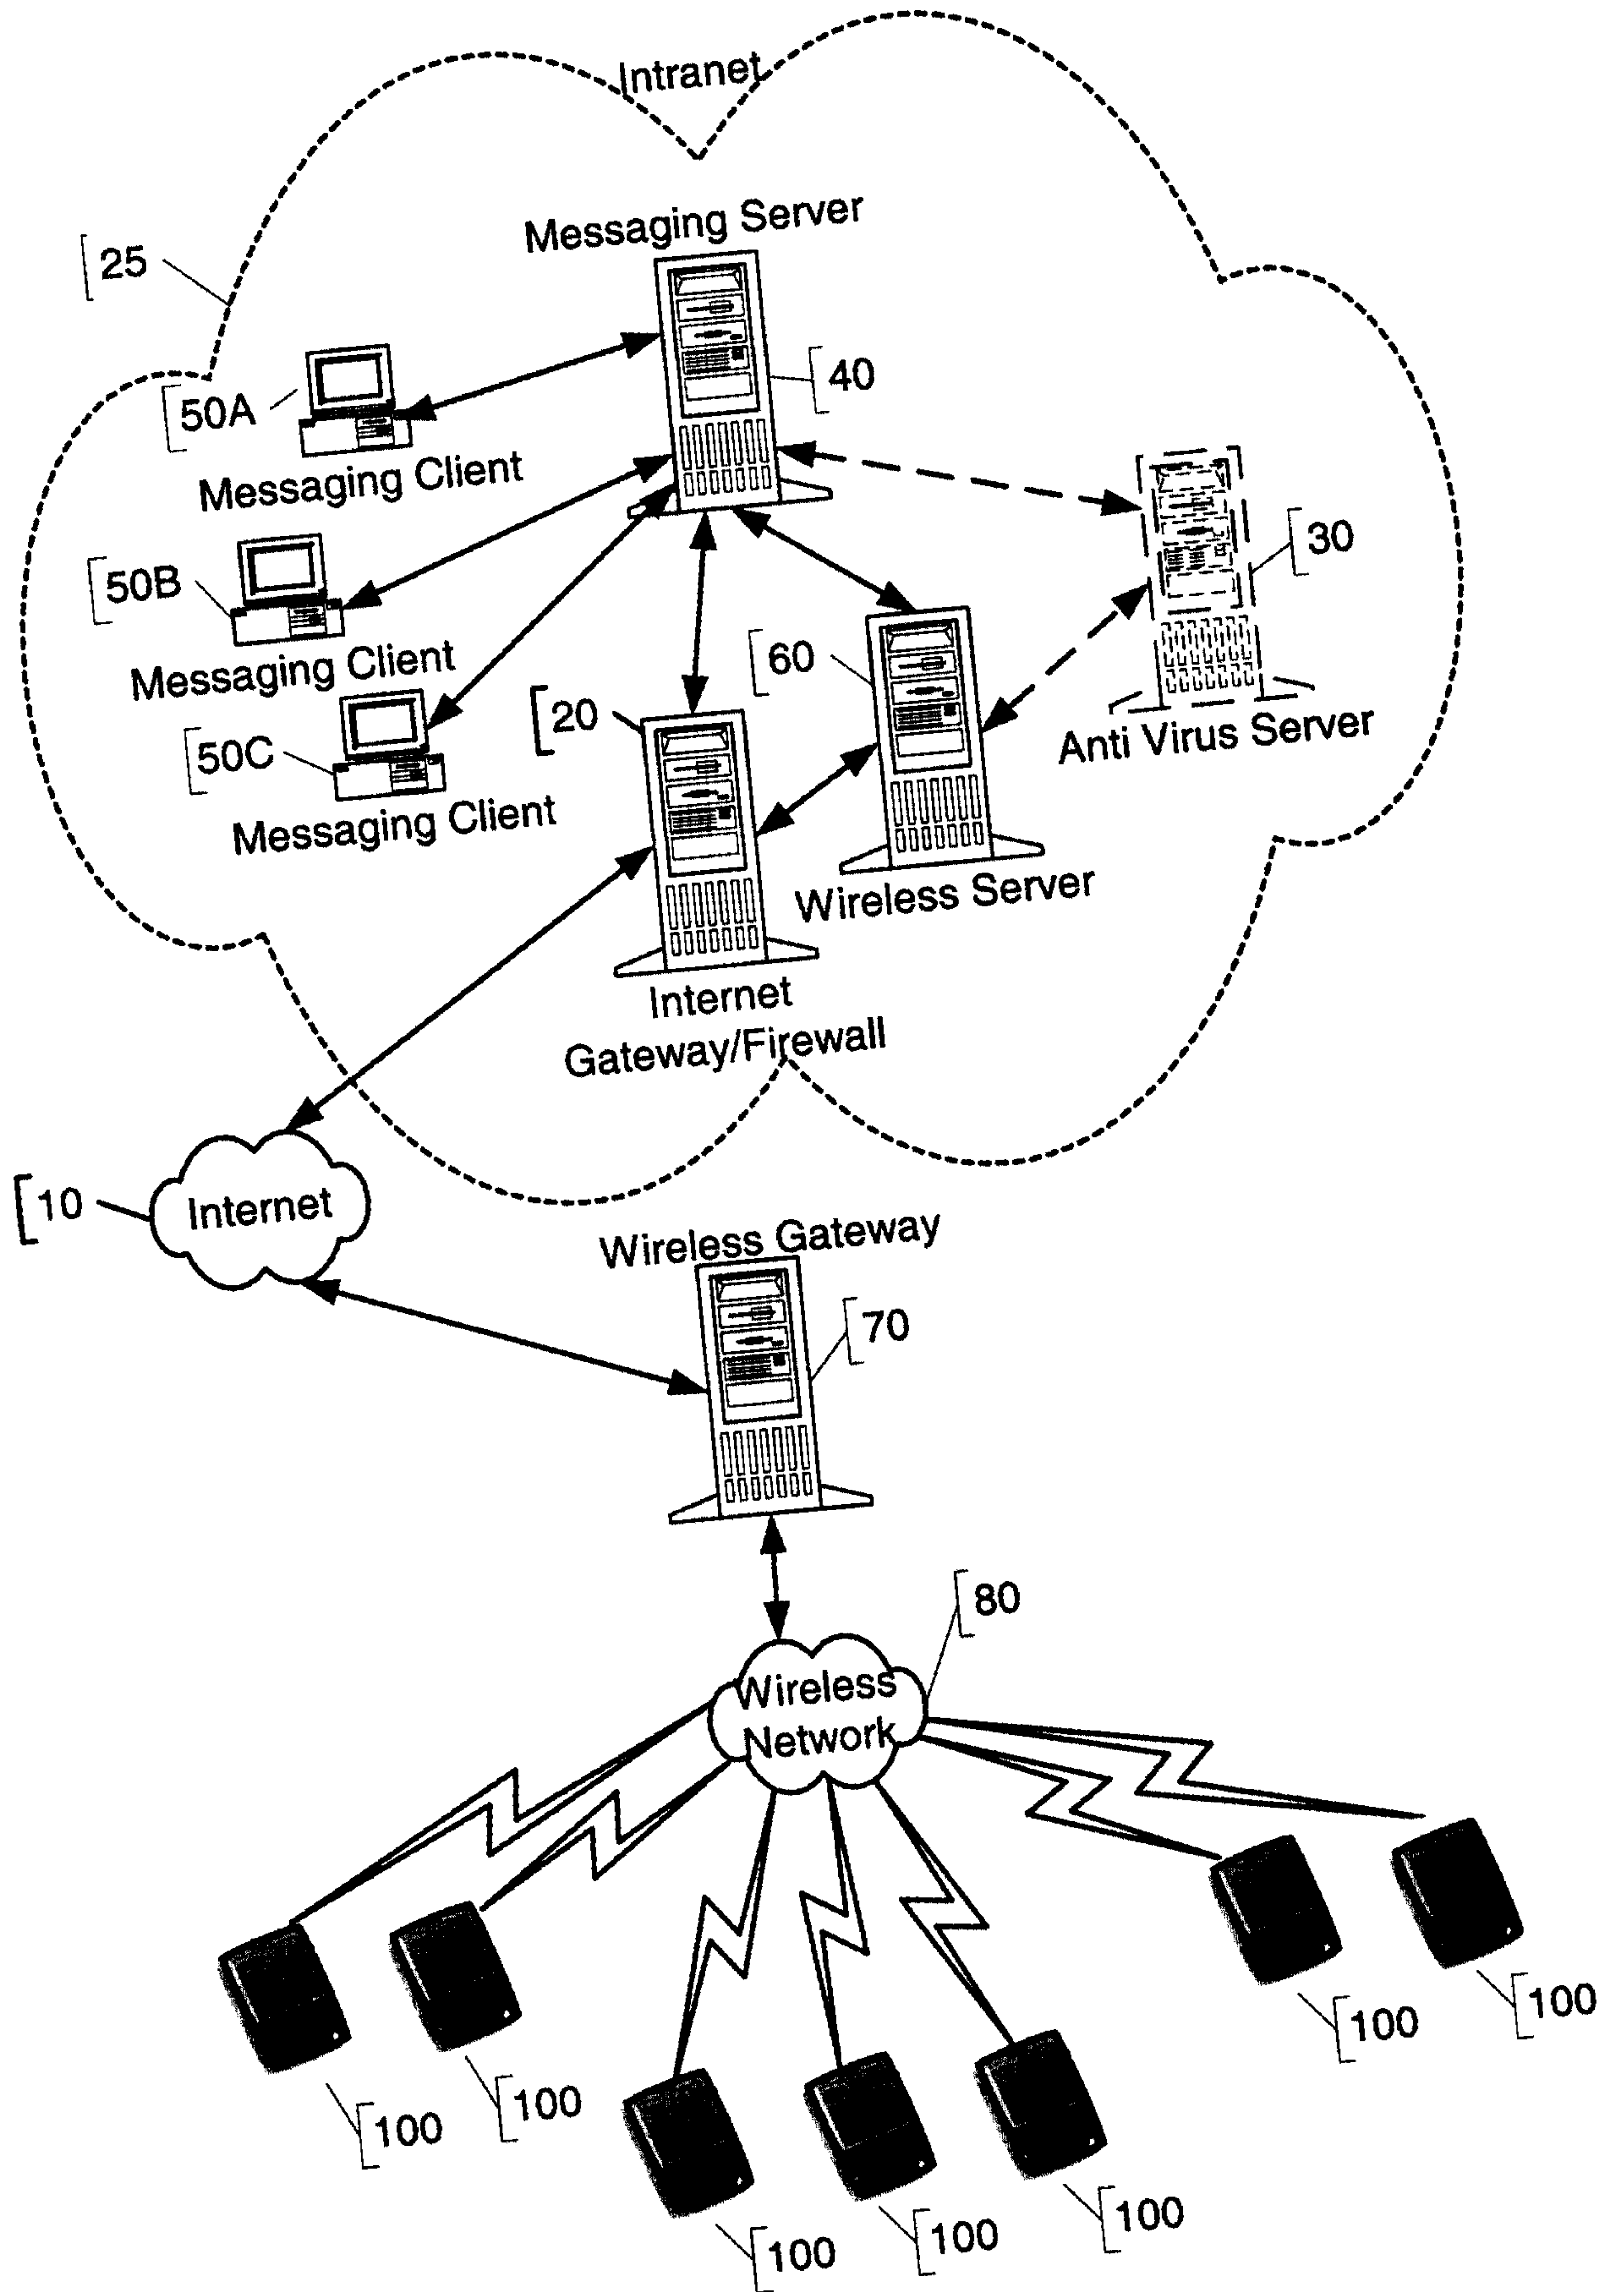 Intranet
Messaging Server
25
40
50A
Messaging Client
30
50B
Messaging Client
60
20
Anti Virus Server
50C
Messaging Client
Wireless Server
Internet
Gateway/Firewall
10
Internet
Wireless Gateway
70
80
Wireless
Network
100
100
100
100
100
100
100